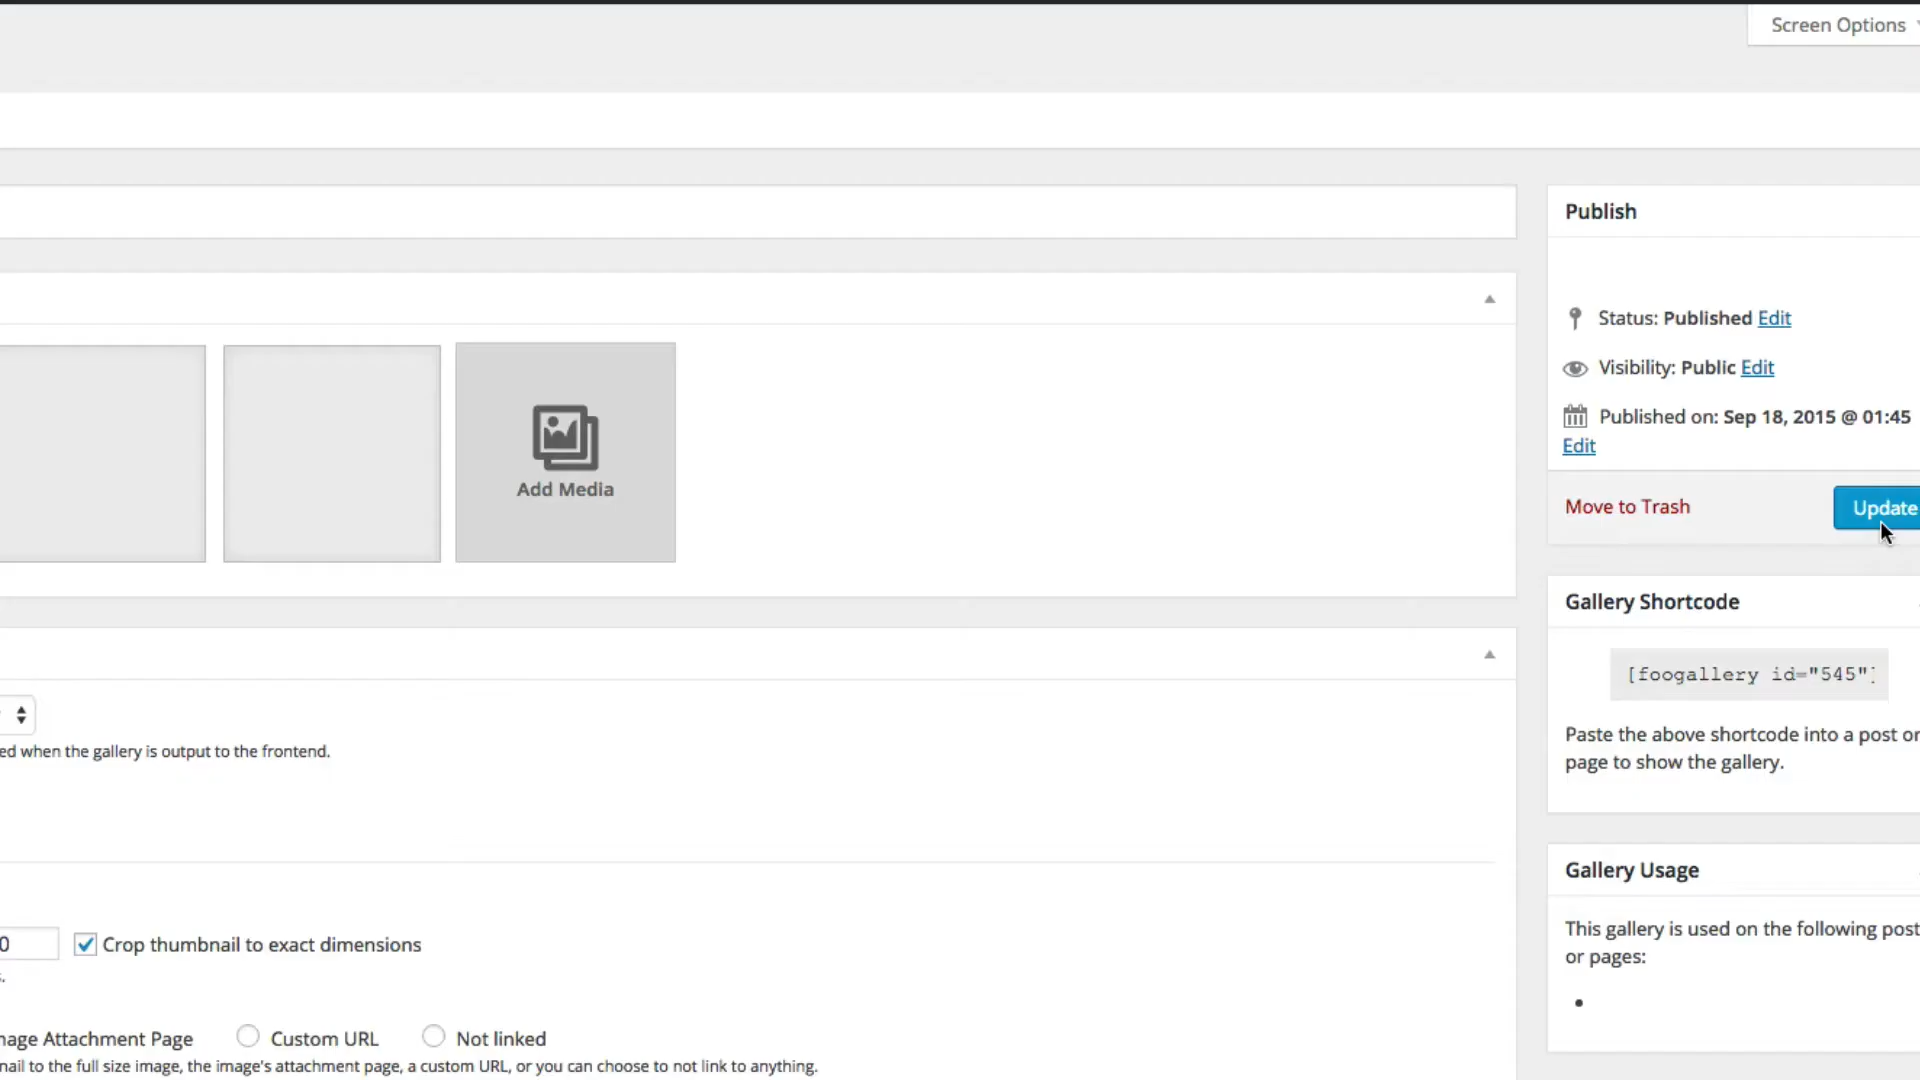 Screen Options
Publish
Status: Published Edit
Visibility: Public Edit
Published on: Sep 18, 2015 @ 01:45
Edit
Add Media
Move to Trash
Update
Gallery Shortcode
[foogallery id="545"]
ed when the gallery is output to the frontend.
Paste the above shortcode into a post or
page to show the gallery.
Gallery Usage
This gallery is used on the following post
or pages:
0
Crop thumbnail to exact dimensions
s.
mage Attachment Page
Custom URL
Not linked
nail to the full size image, the image's attachment page, a custom URL, or you can choose to not link to anything.